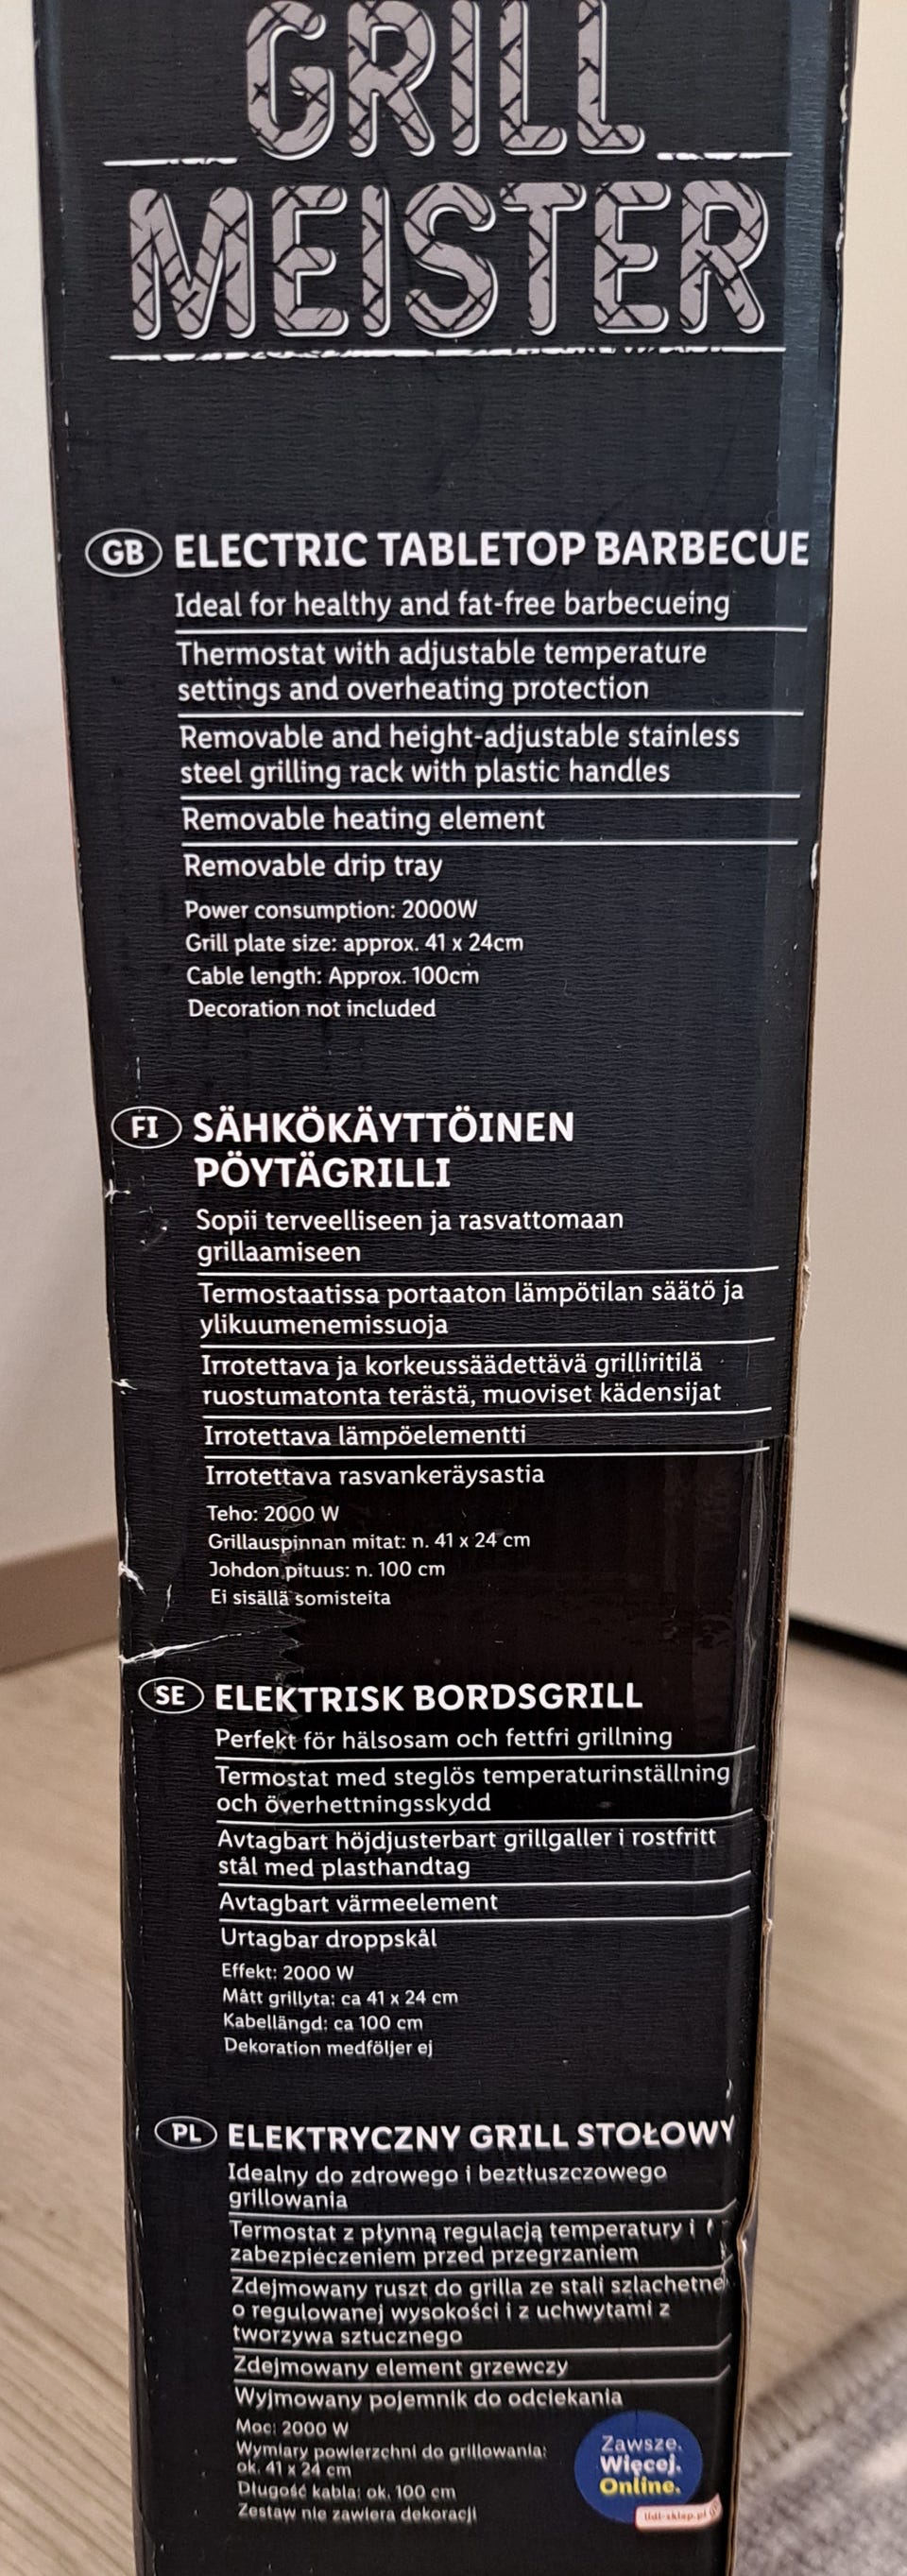 GRILL
MEISTER
GB ELECTRIC TABLETOP BARBECUE
Ideal for healthy and fat-free barbecueing
Thermostat with adjustable temperature
settings and overheating protection
Removable and height-adjustable stainless
steel grilling rack with plastic handles
Removable heating element
Removable drip tray
Power consumption: 2000W
Grill plate size: approx. 41 x 24cm
Cable length: Approx. 100cm
Decoration not included
FI SÄHKÖKÄYTTÖINEN
PÖYTÄGRILLI
Sopii terveelliseen ja rasvattomaan
grillaamiseen
Termostaatissa portaaton lämpötilan säätö ja
ylikuumenemissuoja
Irrotettava ja korkeussäädettävä grilliritilä
ruostumatonta terästä, muoviset kädensijat
Irrotettava lämpöelementti
Irrotettava rasvankeräysastia
Teho: 2000 W
Grillauspinnan mitat: n. 41 x 24 cm
Johdon pituus: n. 100 cm
Ei sisällä somisteita
SE ELEKTRISK BORDSGRILL
Perfekt för hälsosam och fettfri grillning
Termostat med steglös temperaturinställning
och överhettningsskydd
Avtagbart höjdjusterbart grillgaller i rostfritt
stål med plasthandtag
Avtagbart värmeelement
Urtagbar droppskål
Effekt: 2000 W
Mått grillyta: ca 41 x 24 cm
Kabellängd: ca 100 cm
Dekoration medföljer ej
PL ELEKTRYCZNY GRILL STOŁOWY
Idealny do zdrowego i beztłuszczowego
grillowania
Termostat z płynną regulacją temperatury i
zabezpieczeniem przed przegrzaniem
Zdejmowany ruszt do grilla ze stali szlachetnej
o regulowanej wysokości i z uchwytami z
tworzywa sztucznego
Zdejmowany element grzewczy
Wyjmowany pojemnik do odciekania
Moc: 2000 W
Wymiary powierzchni do grillowania:
ok. 41 x 24 cm
Długość kabla: ok. 100 cm
Zestaw nie zawiera dekoracji
Zawsze.
Więcej.
Online.
lidl-sklep.pl